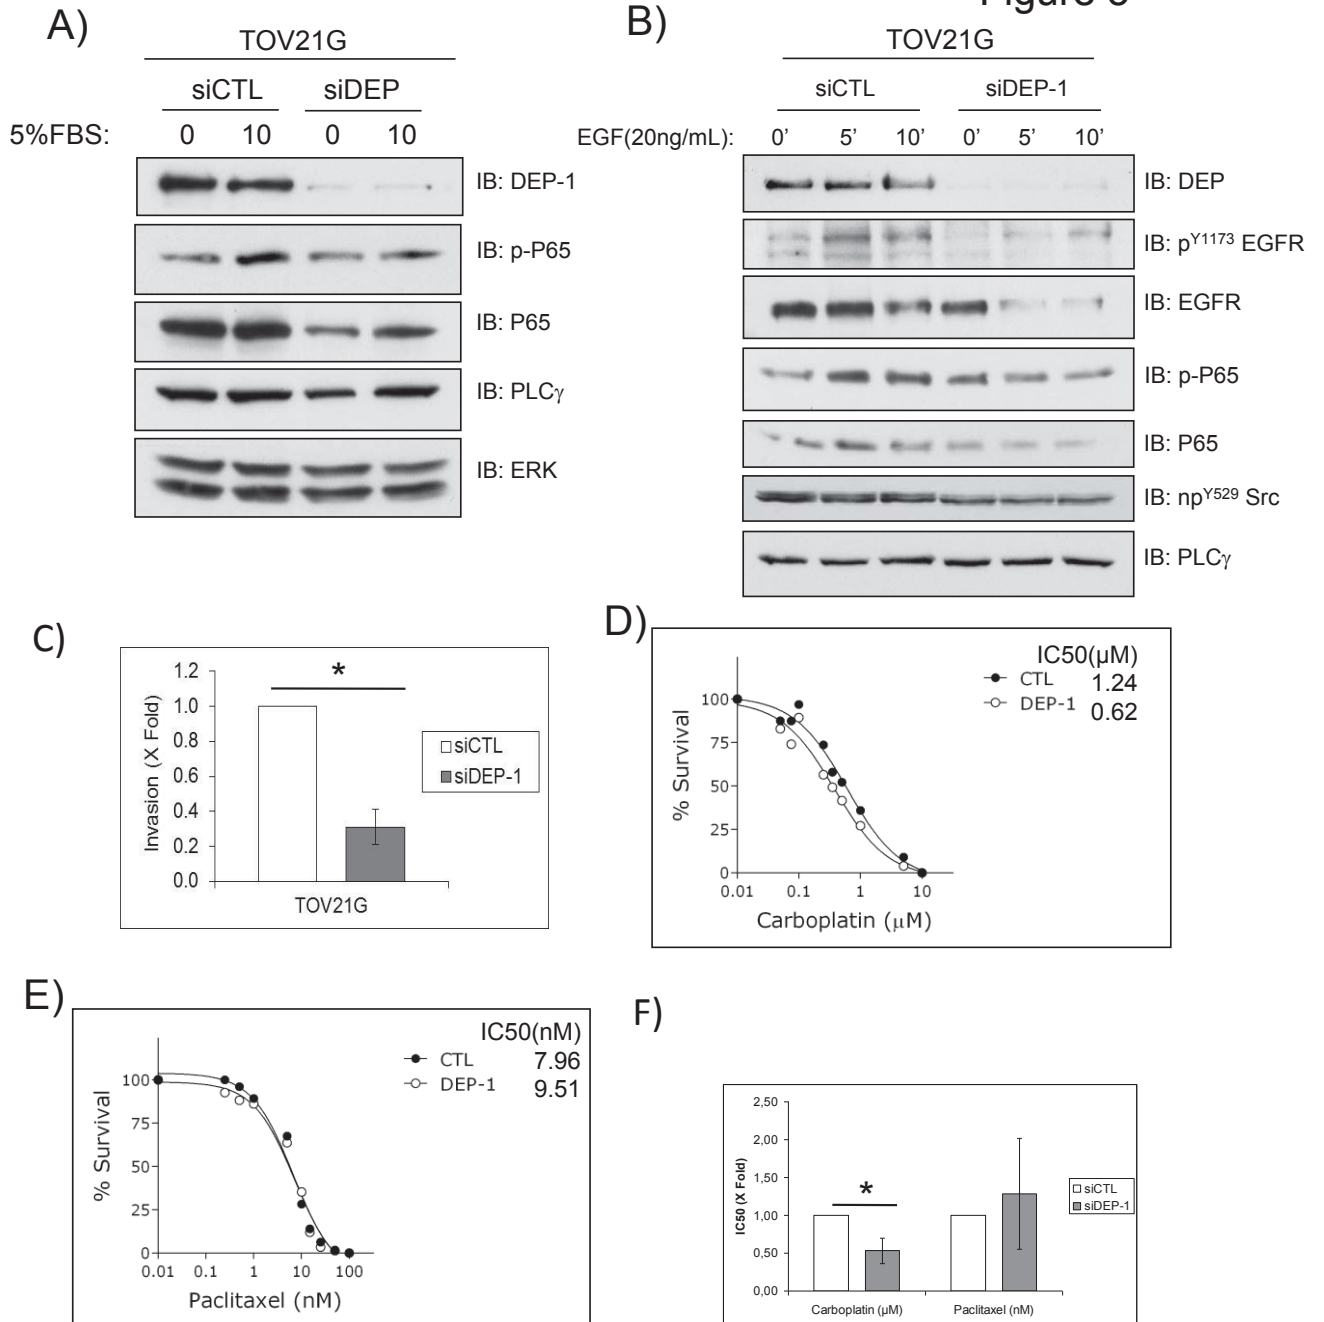 A)
TOV21G
siCTL siDEP
5%FBS: 0 10 0 10
IB: DEP-1
IB: p-P65
IB: P65
IB: PLCγ
IB: ERK
B)
TOV21G
siCTL siDEP-1
EGF(20ng/mL): 0' 5' 10' 0' 5' 10'
IB: DEP
IB: pY1173 EGFR
IB: EGFR
IB: p-P65
IB: P65
IB: npY529 Src
IB: PLCγ
C)
1.2
1.0
0.8
0.6
0.4
0.2
0.0
Invasion (X Fold)
*
siCTL
siDEP-1
TOV21G
D)
IC50(µM)
CTL 1.24
DEP-1 0.62
100
75
50
25
0
% Survival
0.01 0.1 1 10
Carboplatin (µM)
E)
IC50(nM)
CTL 7.96
DEP-1 9.51
100
75
50
25
0
% Survival
0.01 0.1 1 10 100
Paclitaxel (nM)
F)
2,50
2,00
1,50
1,00
0,50
0,00
IC50 (X Fold)
*
siCTL
siDEP-1
Carboplatin (µM) Paclitaxel (nM)